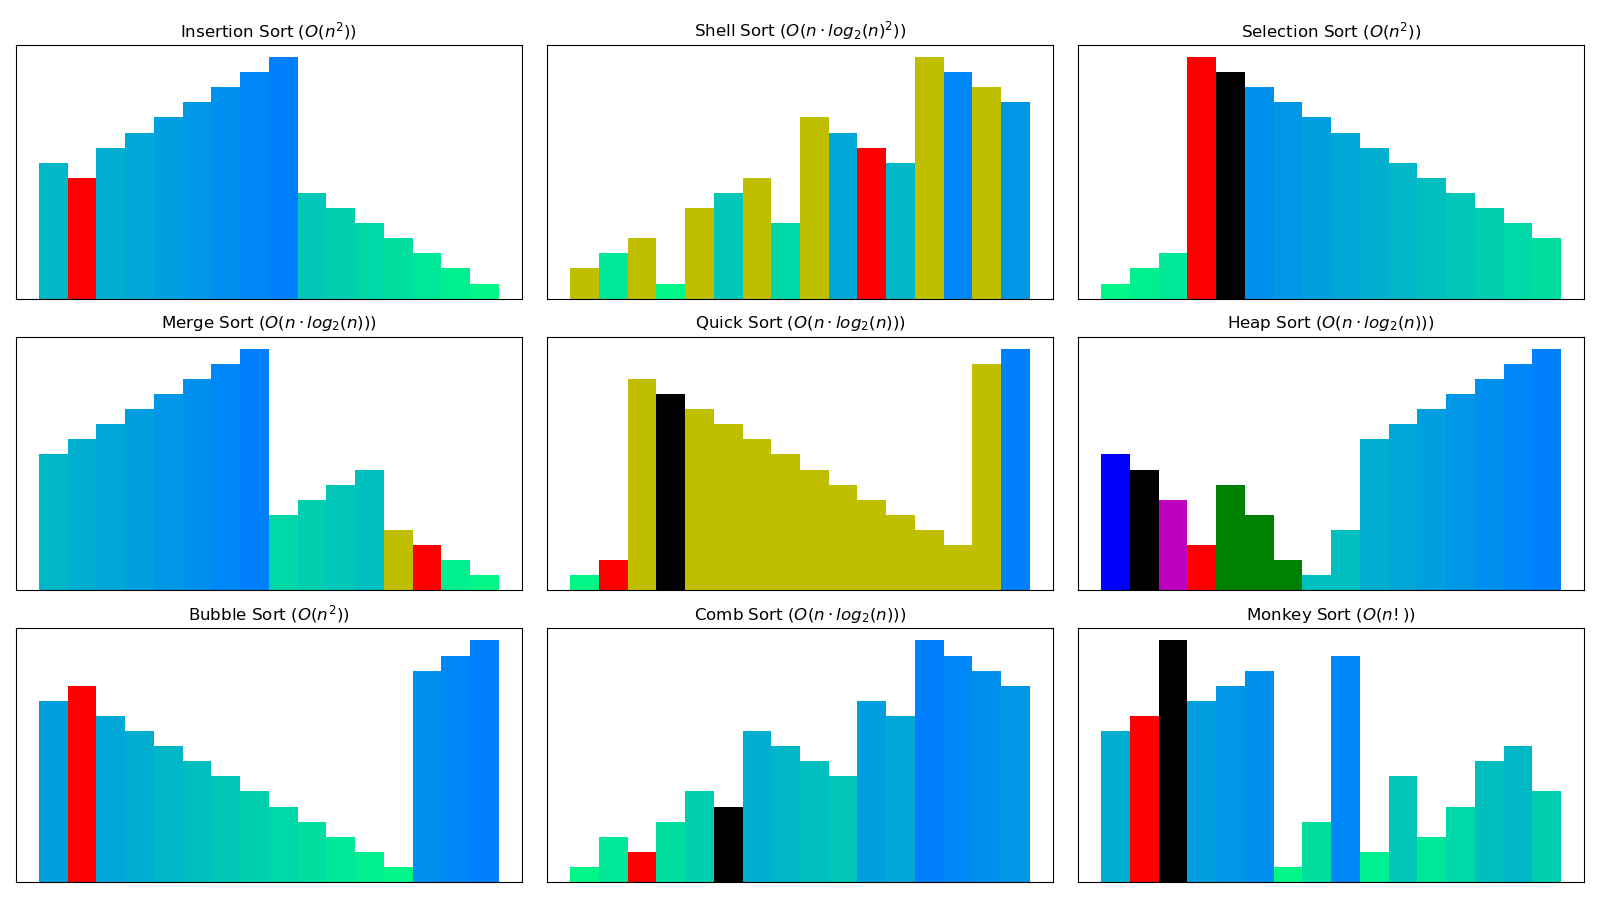 Insertion Sort (O(n²))
Shell Sort (O(n · log₂(n)²))
Selection Sort (O(n²))
Merge Sort (O(n · log₂(n)))
Quick Sort (O(n · log₂(n)))
Heap Sort (O(n · log₂(n)))
Bubble Sort (O(n²))
Comb Sort (O(n · log₂(n)))
Monkey Sort (O(n! ))